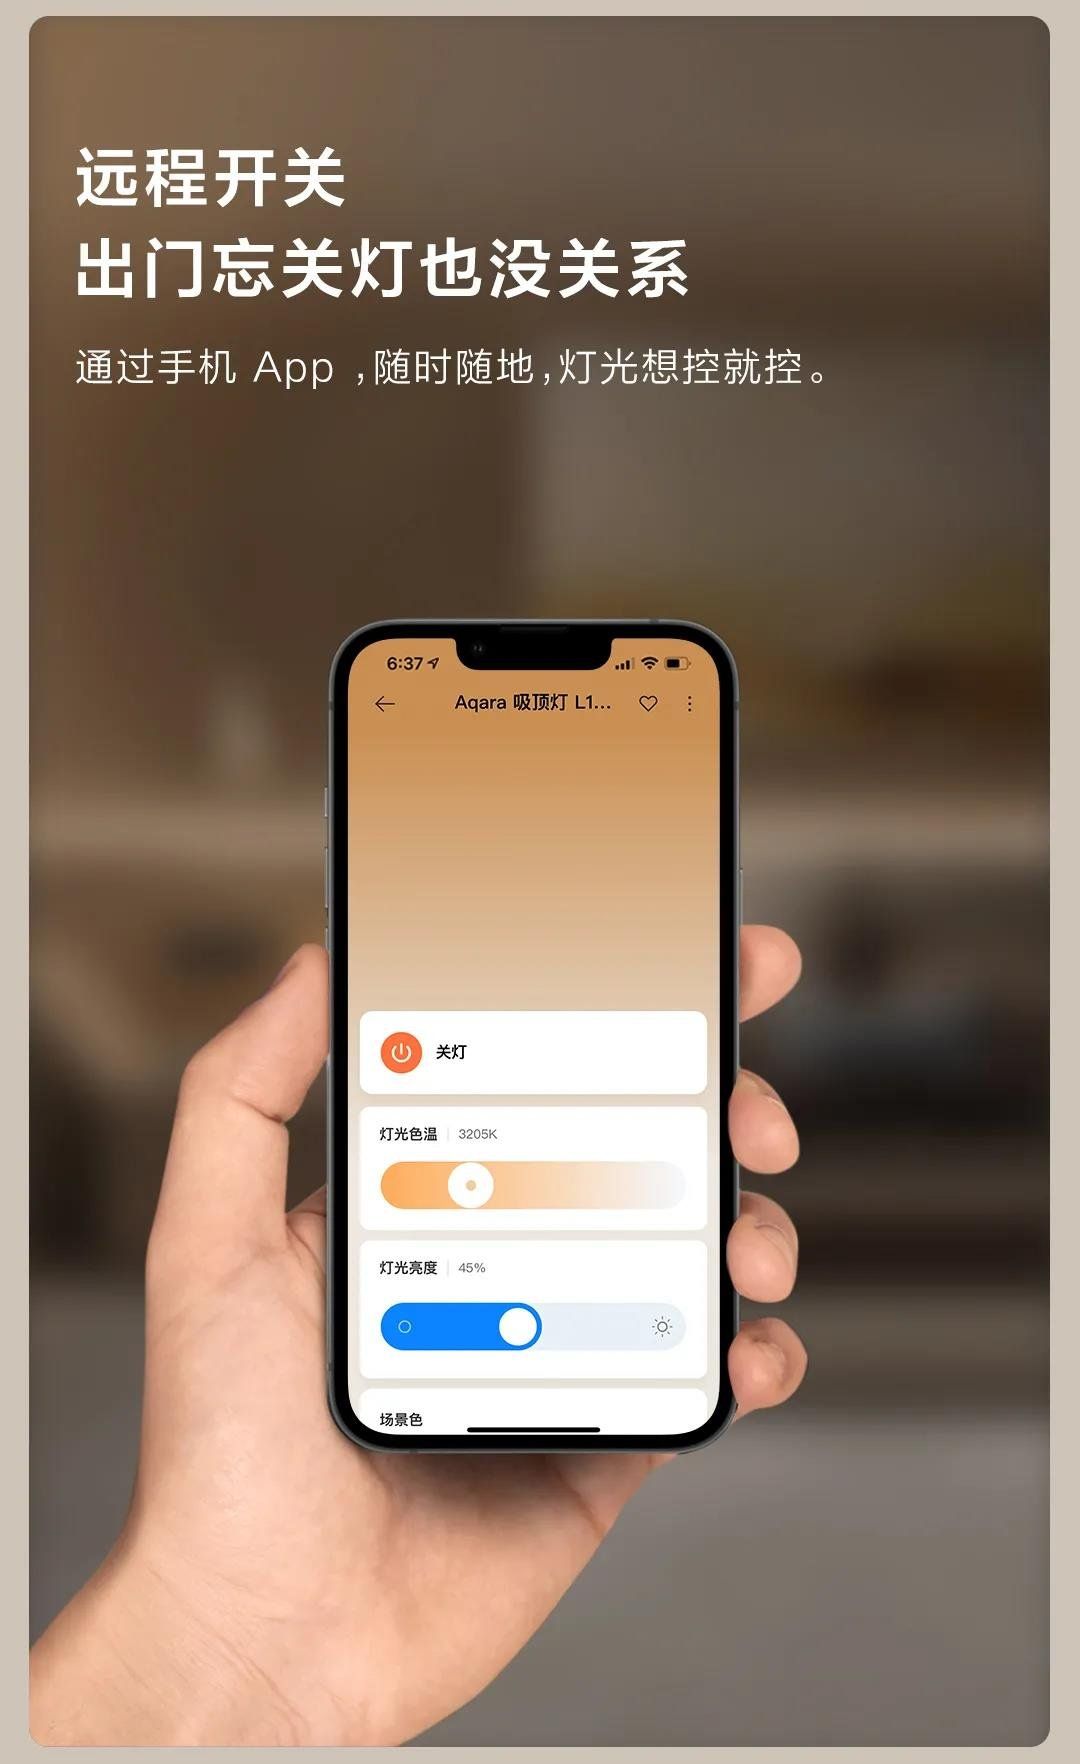 远程开关
出门忘关灯也没关系
通过手机 App ，随时随地，灯光想控就控。
6:37
Aqara 吸顶灯 L1...
关灯
灯光色温 | 3205K
灯光亮度 | 45%
场景色